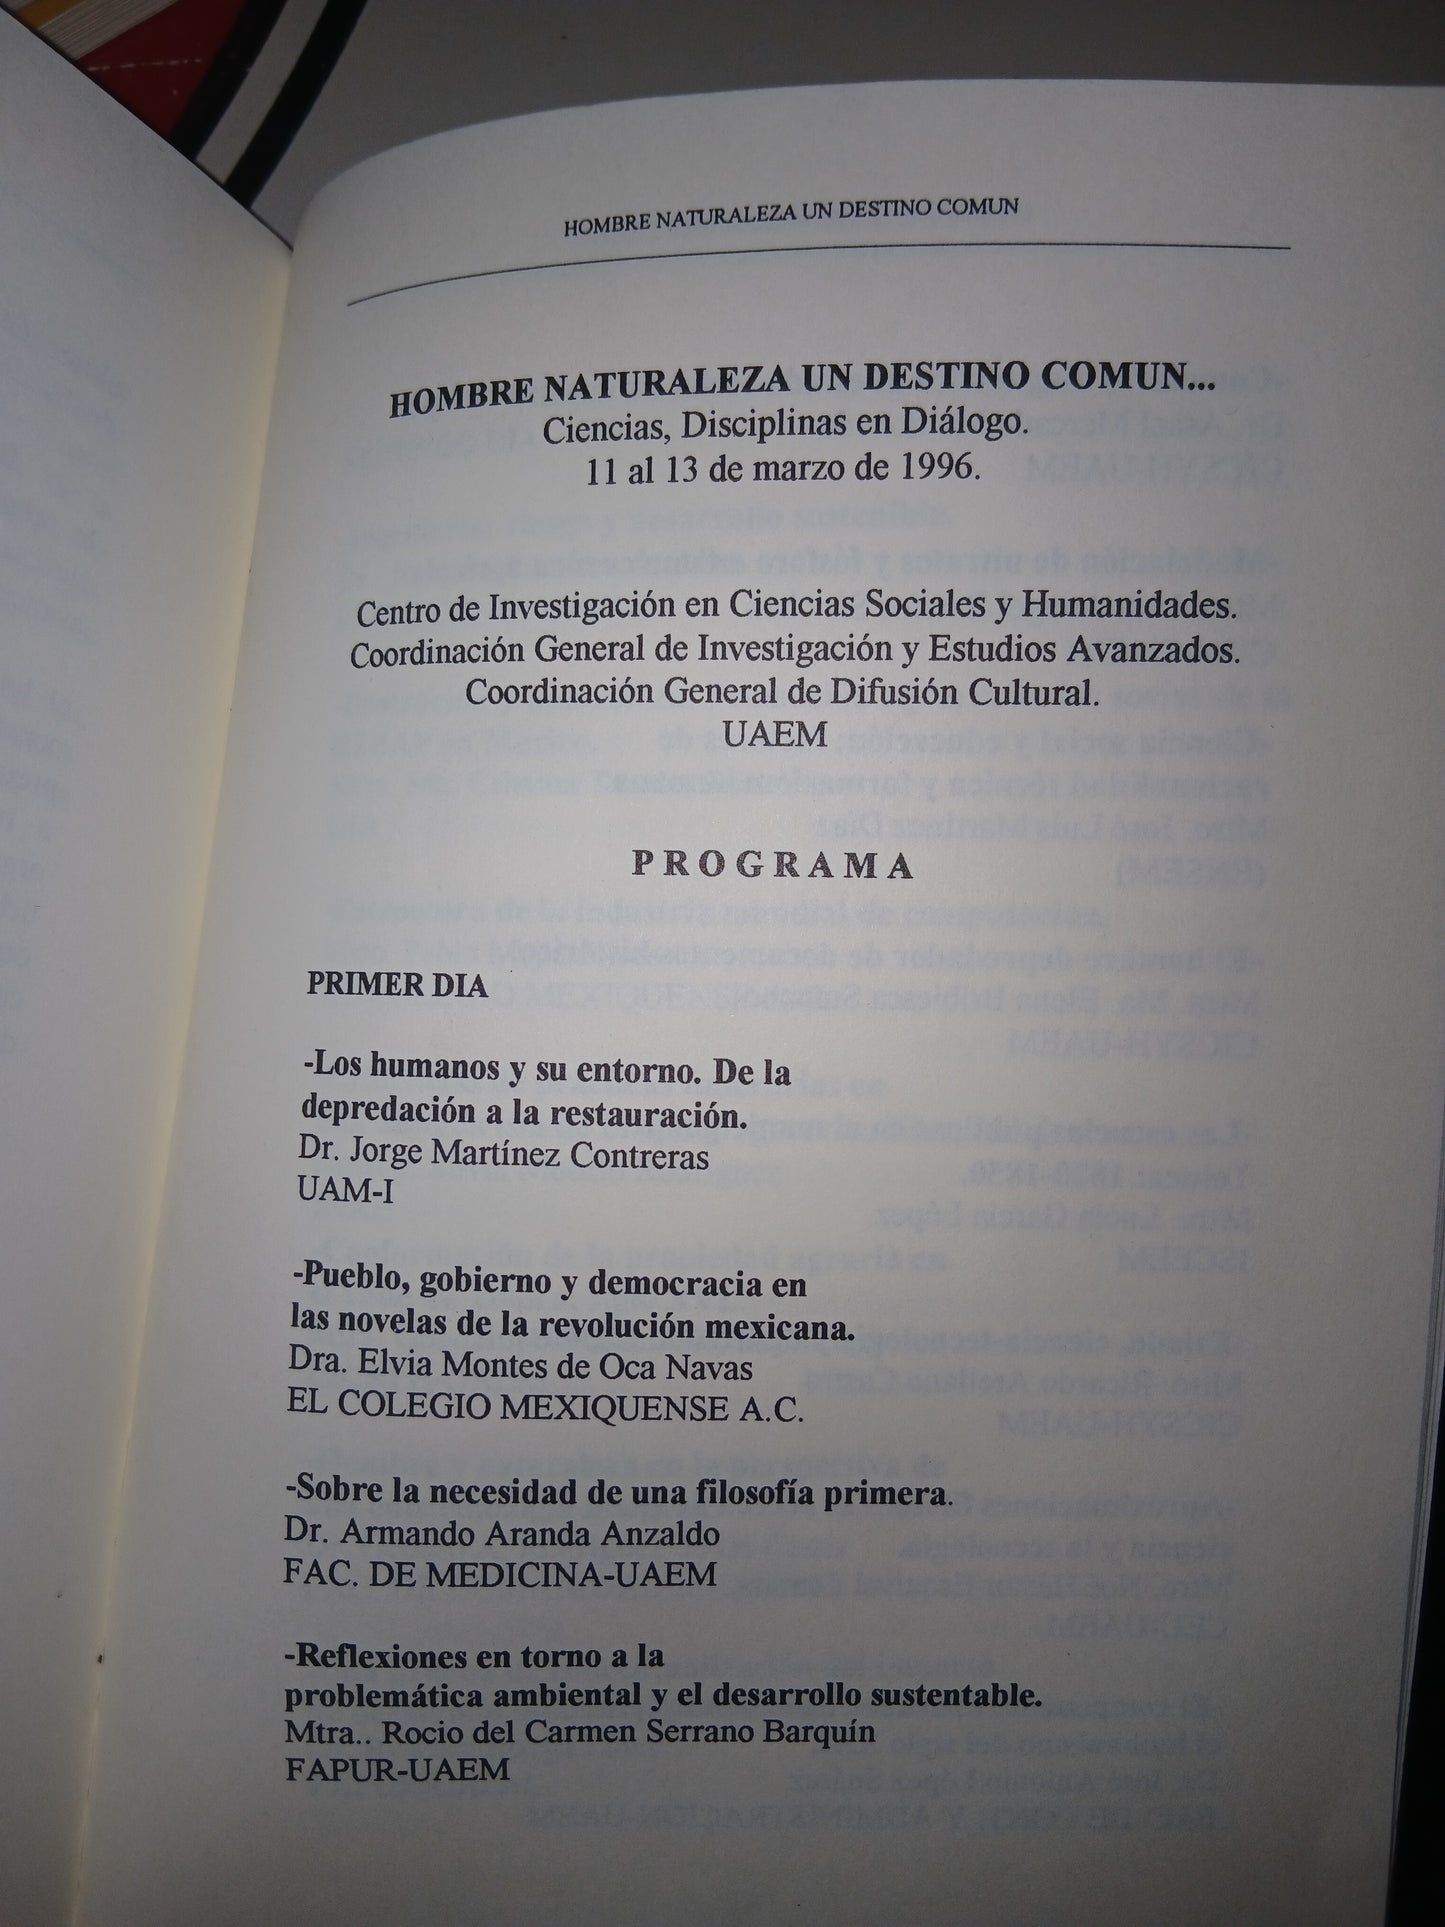 HOMBRE NATURALEZA UN DESTINO COMUN
HOMBRE NATURALEZA UN DESTINO COMUN...
Ciencias, Disciplinas en Diálogo.
11 al 13 de marzo de 1996.
Centro de Investigación en Ciencias Sociales y Humanidades.
Coordinación General de Investigación y Estudios Avanzados.
Coordinación General de Difusión Cultural.
UAEM
PROGRAMA
PRIMER DIA
-Los humanos y su entorno. De la
depredación a la restauración.
Dr. Jorge Martínez Contreras
UAM-I
-Pueblo, gobierno y democracia en
las novelas de la revolución mexicana.
Dra. Elvia Montes de Oca Navas
EL COLEGIO MEXIQUENSE A.C.
-Sobre la necesidad de una filosofía primera.
Dr. Armando Aranda Anzaldo
FAC. DE MEDICINA-UAEM
-Reflexiones en torno a la
problemática ambiental y el desarrollo sustentable.
Mtra.. Rocio del Carmen Serrano Barquín
FAPUR-UAEM